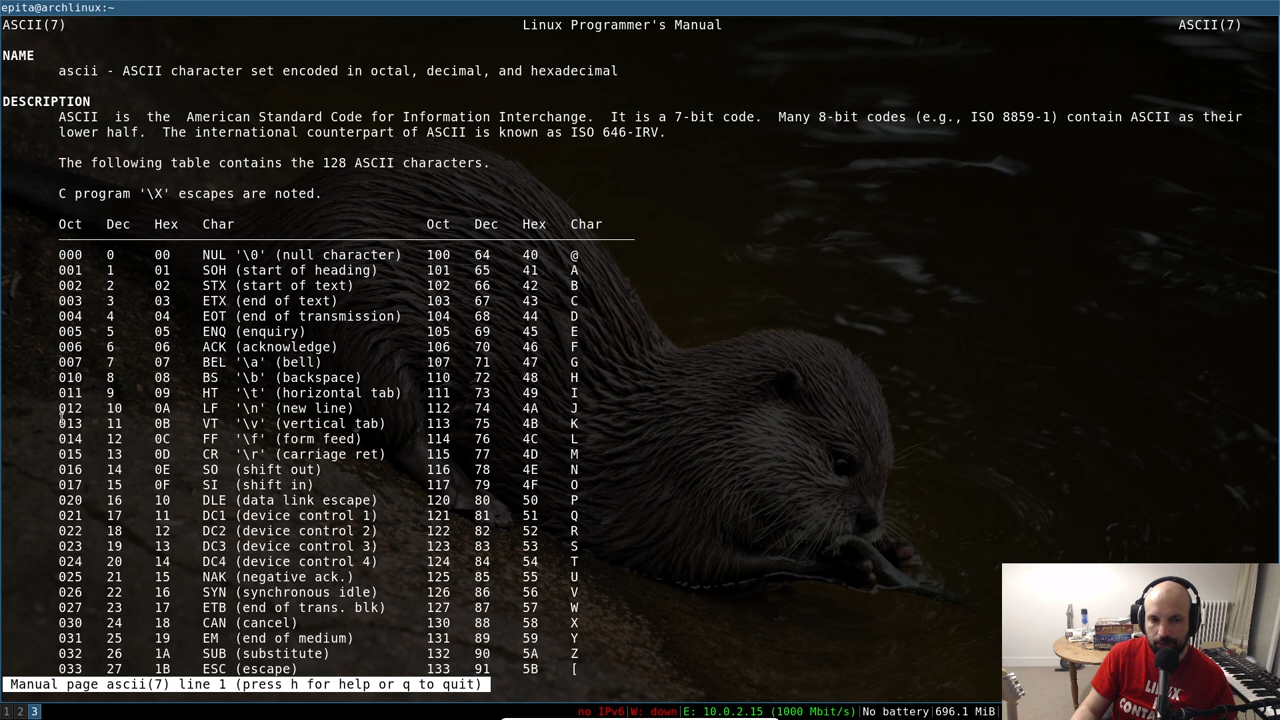 epita@archlinux:~
ASCII(7) Linux Programmer's Manual ASCII(7)
NAME
ascii - ASCII character set encoded in octal, decimal, and hexadecimal
DESCRIPTION
ASCII is the American Standard Code for Information Interchange. It is a 7-bit code. Many 8-bit codes (e.g., ISO 8859-1) contain ASCII as their
lower half. The international counterpart of ASCII is known as ISO 646-IRV.
The following table contains the 128 ASCII characters.
C program '\X' escapes are noted.
Oct Dec Hex Char Oct Dec Hex Char
000 0 00 NUL '\0' (null character) 100 64 40 @
001 1 01 SOH (start of heading) 101 65 41 A
002 2 02 STX (start of text) 102 66 42 B
003 3 03 ETX (end of text) 103 67 43 C
004 4 04 EOT (end of transmission) 104 68 44 D
005 5 05 ENQ (enquiry) 105 69 45 E
006 6 06 ACK (acknowledge) 106 70 46 F
007 7 07 BEL '\a' (bell) 107 71 47 G
010 8 08 BS '\b' (backspace) 110 72 48 H
011 9 09 HT '\t' (horizontal tab) 111 73 49 I
012 10 0A LF '\n' (new line) 112 74 4A J
013 11 0B VT '\v' (vertical tab) 113 75 4B K
014 12 0C FF '\f' (form feed) 114 76 4C L
015 13 0D CR '\r' (carriage ret) 115 77 4D M
016 14 0E SO (shift out) 116 78 4E N
017 15 0F SI (shift in) 117 79 4F O
020 16 10 DLE (data link escape) 120 80 50 P
021 17 11 DC1 (device control 1) 121 81 51 Q
022 18 12 DC2 (device control 2) 122 82 52 R
023 19 13 DC3 (device control 3) 123 83 53 S
024 20 14 DC4 (device control 4) 124 84 54 T
025 21 15 NAK (negative ack.) 125 85 55 U
026 22 16 SYN (synchronous idle) 126 86 56 V
027 23 17 ETB (end of trans. blk) 127 87 57 W
030 24 18 CAN (cancel) 130 88 58 X
031 25 19 EM (end of medium) 131 89 59 Y
032 26 1A SUB (substitute) 132 90 5A Z
033 27 1B ESC (escape) 133 91 5B [
Manual page ascii(7) line 1 (press h for help or q to quit)
LINUX
1 2 3 no IPv6|W: down|E: 10.0.2.15 (1000 Mbit/s)|No battery|696.1 MiB